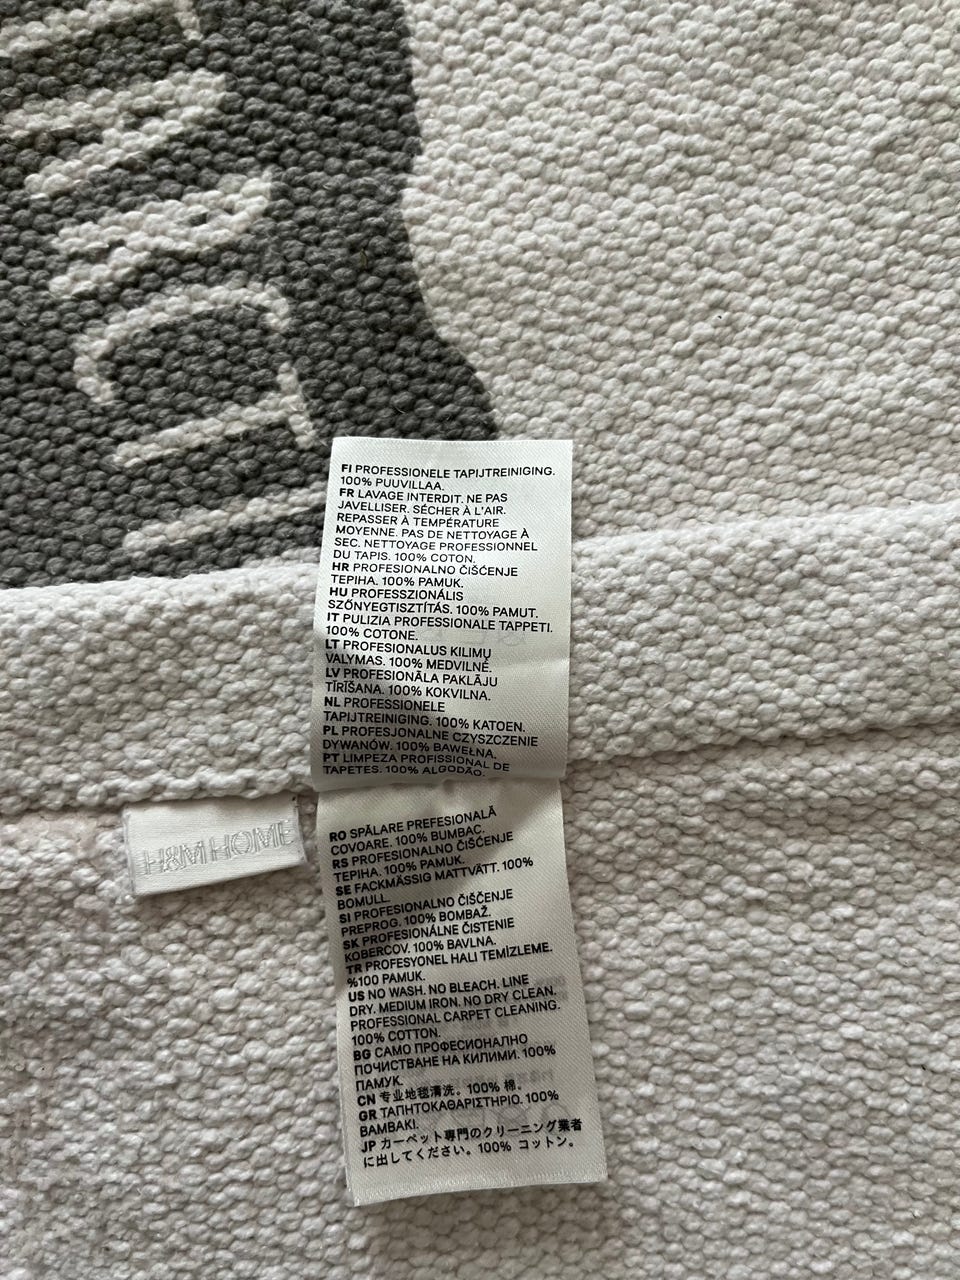 FI PROFESSIONELE TAPIJTREINIGING.
100% PUUVILLAA.
FR LAVAGE INTERDIT. NE PAS
JAVELLISER. SÉCHER À L'AIR.
REPASSER À TEMPÉRATURE
MOYENNE. PAS DE NETTOYAGE À
SEC. NETTOYAGE PROFESSIONNEL
DU TAPIS. 100% COTON.
HR PROFESIONALNO ČIŠĆENJE
TEPIHA. 100% PAMUK.
HU PROFESSZIONÁLIS
SZŐNYEGTISZTÍTÁS. 100% PAMUT.
IT PULIZIA PROFESSIONALE TAPPETI.
100% COTONE.
LT PROFESIONALUS KILIMŲ
VALYMAS. 100% MEDVILNĖ.
LV PROFESIONĀLA PAKLĀJU
TĪRĪŠANA. 100% KOKVILNA.
NL PROFESSIONELE
TAPIJTREINIGING. 100% KATOEN.
PL PROFESJONALNE CZYSZCZENIE
DYWANÓW. 100% BAWEŁNA.
PT LIMPEZA PROFISSIONAL DE
TAPETES. 100% ALGODÃO.
H&M HOME
RO SPĂLARE PREFESIONALĂ
COVOARE. 100% BUMBAC.
RS PROFESIONALNO ČIŠĆENJE
TEPIHA. 100% PAMUK.
SE FACKMÄSSIG MATTVÄTT. 100%
BOMULL.
SI PROFESIONALNO ČIŠČENJE
PREPROG. 100% BOMBAŽ.
SK PROFESIONÁLNE ČISTENIE
KOBERCOV. 100% BAVLNA.
TR PROFESYONEL HALI TEMİZLEME.
%100 PAMUK.
US NO WASH. NO BLEACH. LINE
DRY. MEDIUM IRON. NO DRY CLEAN.
PROFESSIONAL CARPET CLEANING.
100% COTTON.
BG САМО ПРОФЕСИОНАЛНО
ПОЧИСТВАНЕ НА КИЛИМИ. 100%
ПАМУК.
CN 专业地毯清洗。100% 棉。
GR ΤΑΠΗΤΟΚΑΘΑΡΙΣΤΗΡΙΟ. 100%
ΒΑΜΒΑΚΙ.
JP カーペット専門のクリーニング業者
に出してください。100% コットン。